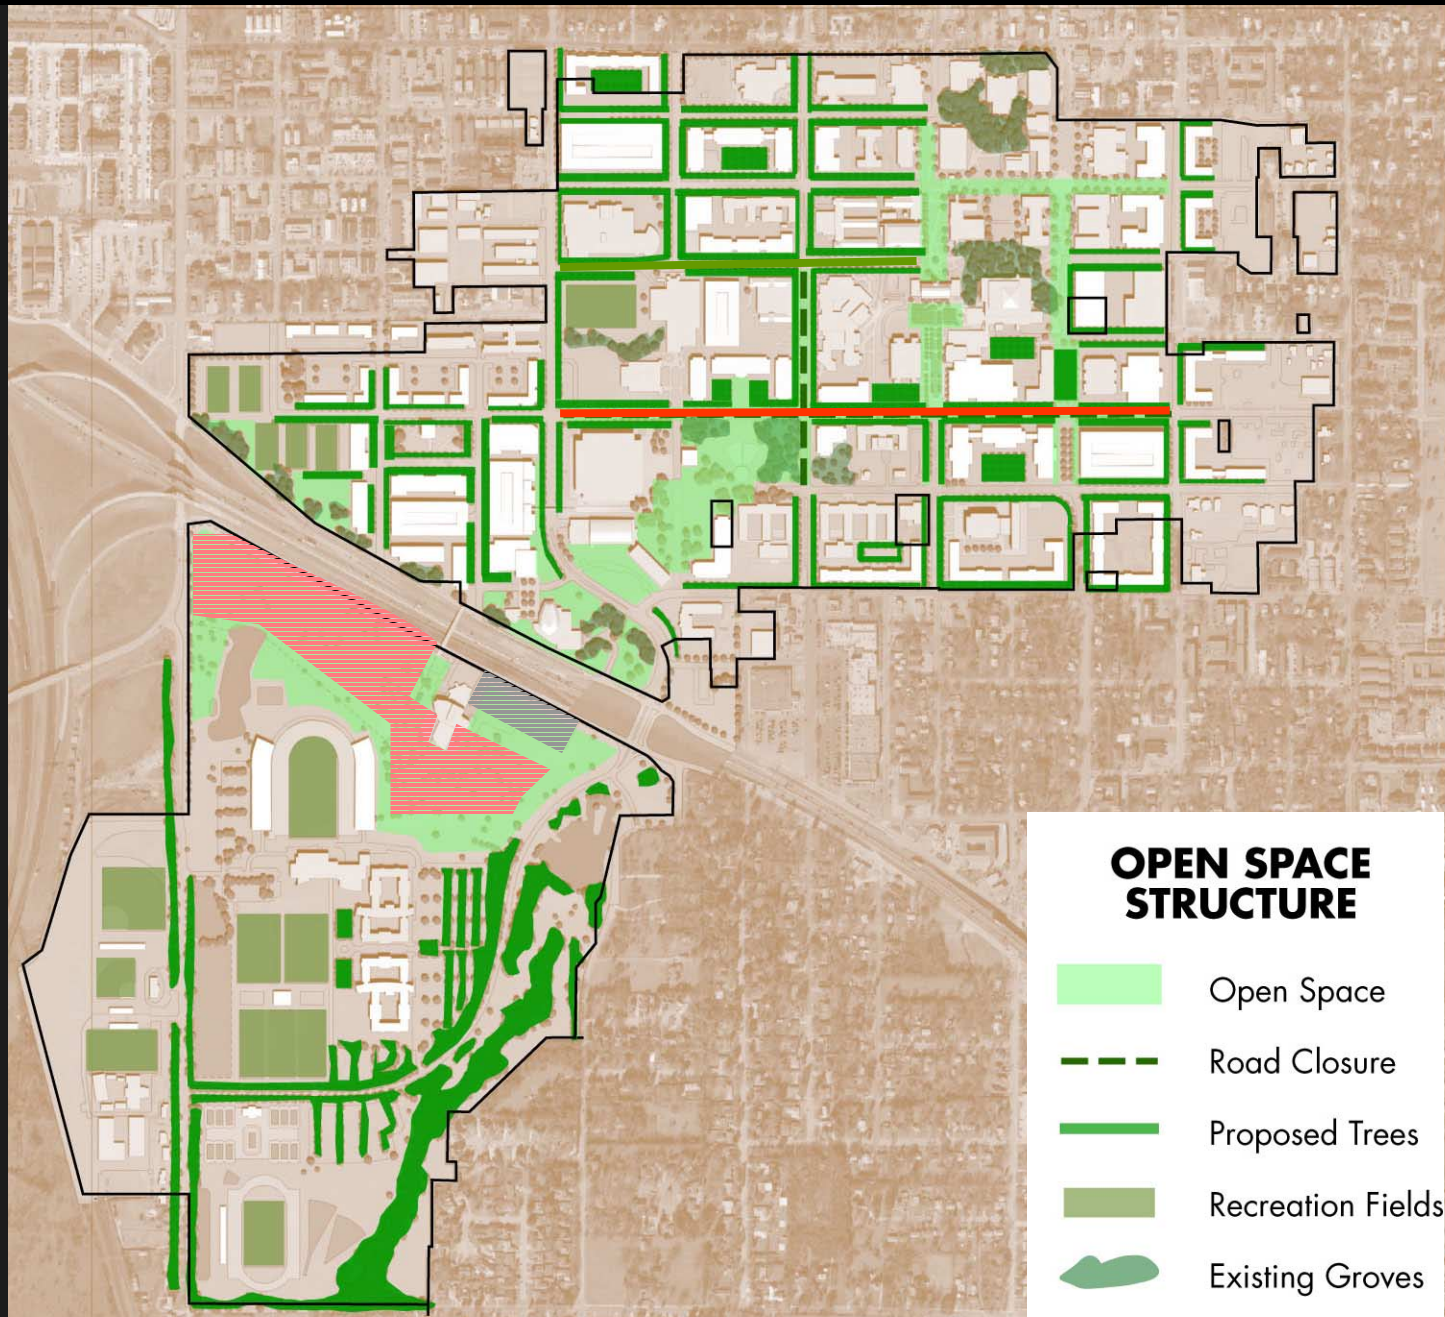 OPEN SPACE
STRUCTURE
Open Space
Road Closure
Proposed Trees
Recreation Fields
Existing Groves